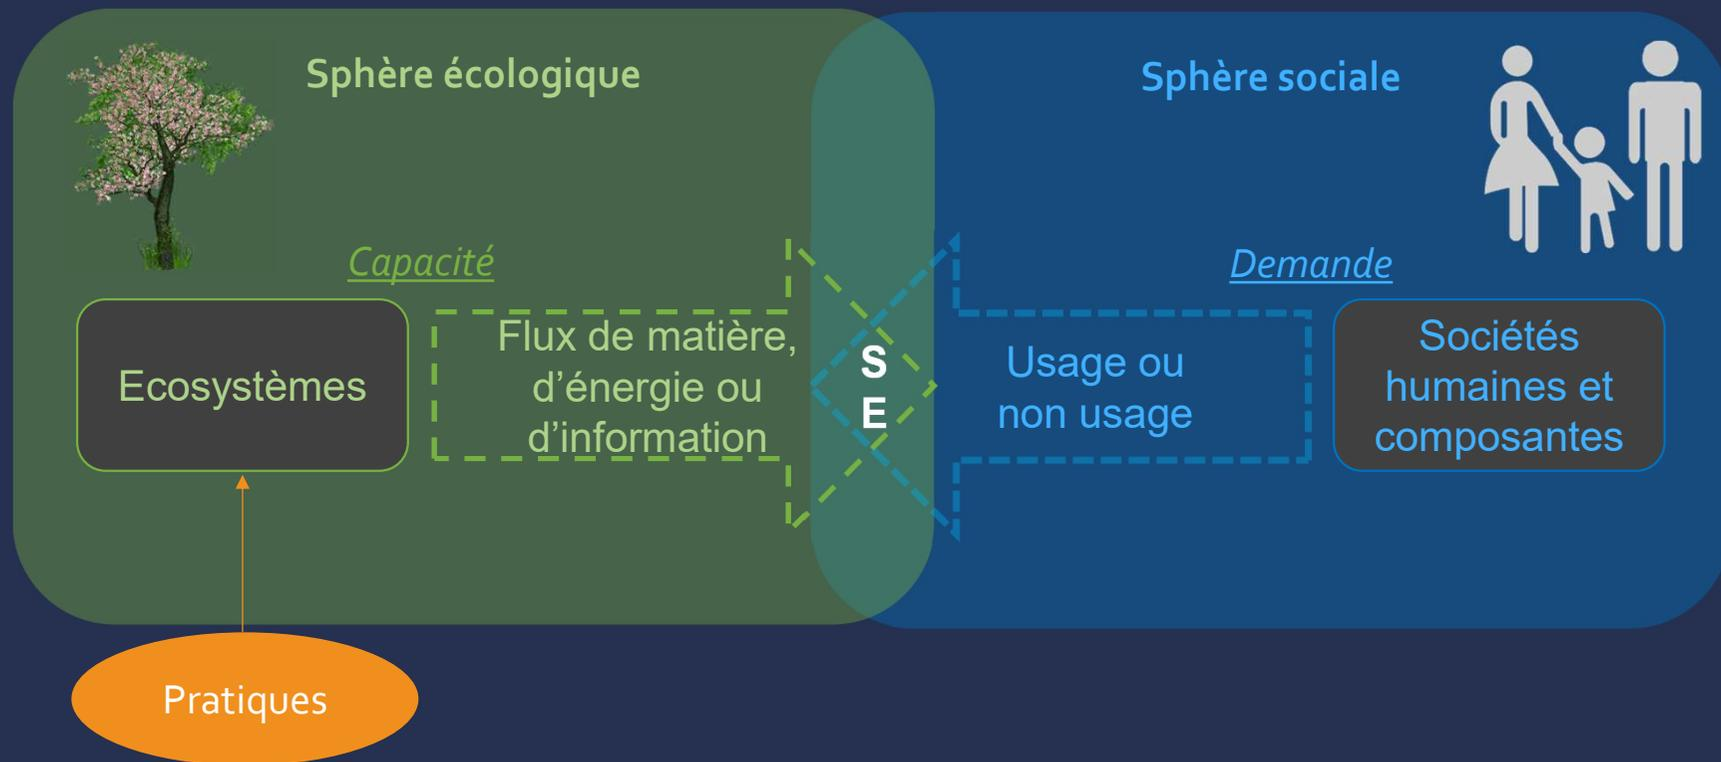 Sphère écologique
Capacité
Ecosystèmes
Flux de matière,
d’énergie ou
d’information
S
E
Sphère sociale
Demande
Usage ou
non usage
Sociétés
humaines et
composantes
Pratiques